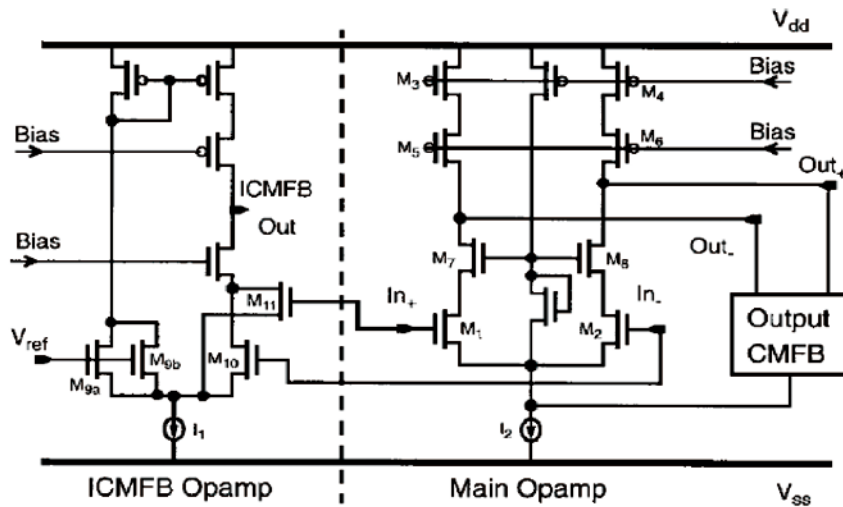 Vdd
Bias
M3
M4
Bias
Bias
M5
M6
Out+
ICMFB
Out
Out-
Bias
M7
M8
In+
In-
M11
Vref
M1
M2
Output
CMFB
M9a
M9b
M10
I1
I2
ICMFB Opamp
Main Opamp
Vss